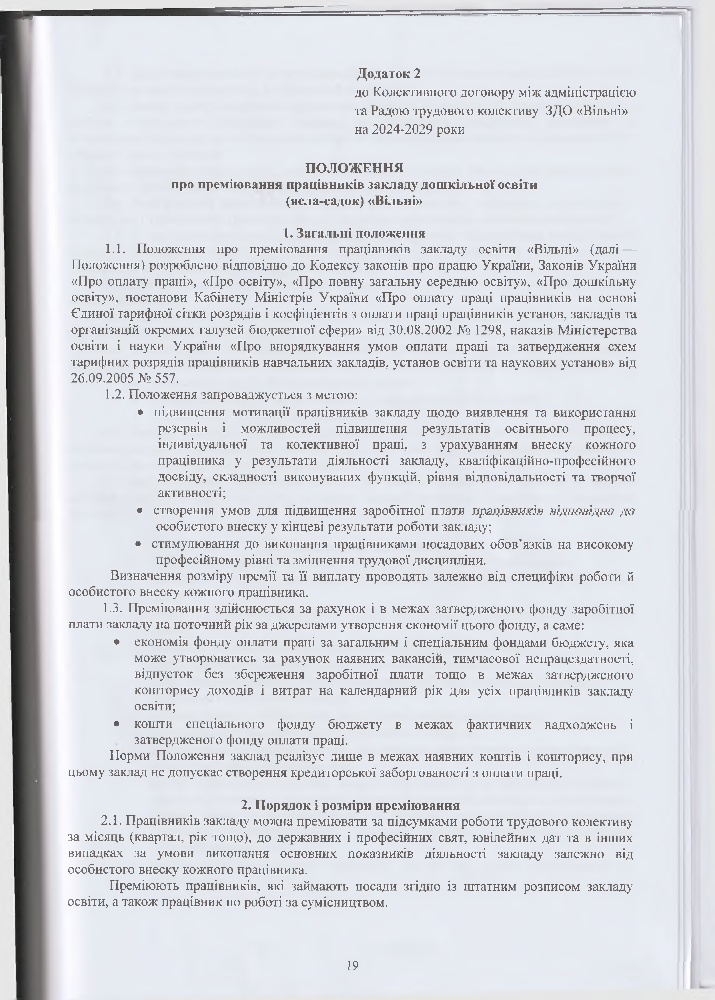 Додаток 2
до Колективного договору між адміністрацією
та Радою трудового колективу ЗДО «Вільні»
на 2024-2029 роки
ПОЛОЖЕННЯ
про преміювання працівників закладу дошкільної освіти
(ясла-садок) «Вільні»
1. Загальні положення
1.1. Положення про преміювання працівників закладу освіти «Вільні» (далі —
Положення) розроблено відповідно до Кодексу законів про працю України, Законів України
«Про оплату праці», «Про освіту», «Про повну загальну середню освіту», «Про дошкільну
освіту», постанови Кабінету Міністрів України «Про оплату праці працівників на основі
Єдиної тарифної сітки розрядів і коефіцієнтів з оплати праці працівників установ, закладів та
організацій окремих галузей бюджетної сфери» від 30.08.2002 № 1298, наказів Міністерства
освіти і науки України «Про впорядкування умов оплати праці та затвердження схем
тарифних розрядів працівників навчальних закладів, установ освіти та наукових установ» від
26.09.2005 № 557.
1.2. Положення запроваджується з метою:
• підвищення мотивації працівників закладу щодо виявлення та використання
резервів і можливостей підвищення результатів освітнього процесу,
індивідуальної та колективної праці, з урахуванням внеску кожного
працівника у результати діяльності закладу, кваліфікаційно-професійного
досвіду, складності виконуваних функцій, рівня відповідальності та творчої
активності;
• створення умов для підвищення заробітної плати працівників відповідно до
особистого внеску у кінцеві результати роботи закладу;
• стимулювання до виконання працівниками посадових обов’язків на високому
професійному рівні та зміцнення трудової дисципліни.
Визначення розміру премії та її виплату проводять залежно від специфіки роботи й
особистого внеску кожного працівника.
1.3. Преміювання здійснюється за рахунок і в межах затвердженого фонду заробітної
плати закладу на поточний рік за джерелами утворення економії цього фонду, а саме:
• економія фонду оплати праці за загальним і спеціальним фондами бюджету, яка
може утворюватись за рахунок наявних вакансій, тимчасової непрацездатності,
відпусток без збереження заробітної плати тощо в межах затвердженого
кошторису доходів і витрат на календарний рік для усіх працівників закладу
освіти;
• кошти спеціального фонду бюджету в межах фактичних надходжень і
затвердженого фонду оплати праці.
Норми Положення заклад реалізує лише в межах наявних коштів і кошторису, при
цьому заклад не допускає створення кредиторської заборгованості з оплати праці.
2. Порядок і розміри преміювання
2.1. Працівників закладу можна преміювати за підсумками роботи трудового колективу
за місяць (квартал, рік тощо), до державних і професійних свят, ювілейних дат та в інших
випадках за умови виконання основних показників діяльності закладу залежно від
особистого внеску кожного працівника.
Преміюють працівників, які займають посади згідно із штатним розписом закладу
освіти, а також працівник по роботі за сумісництвом.
19